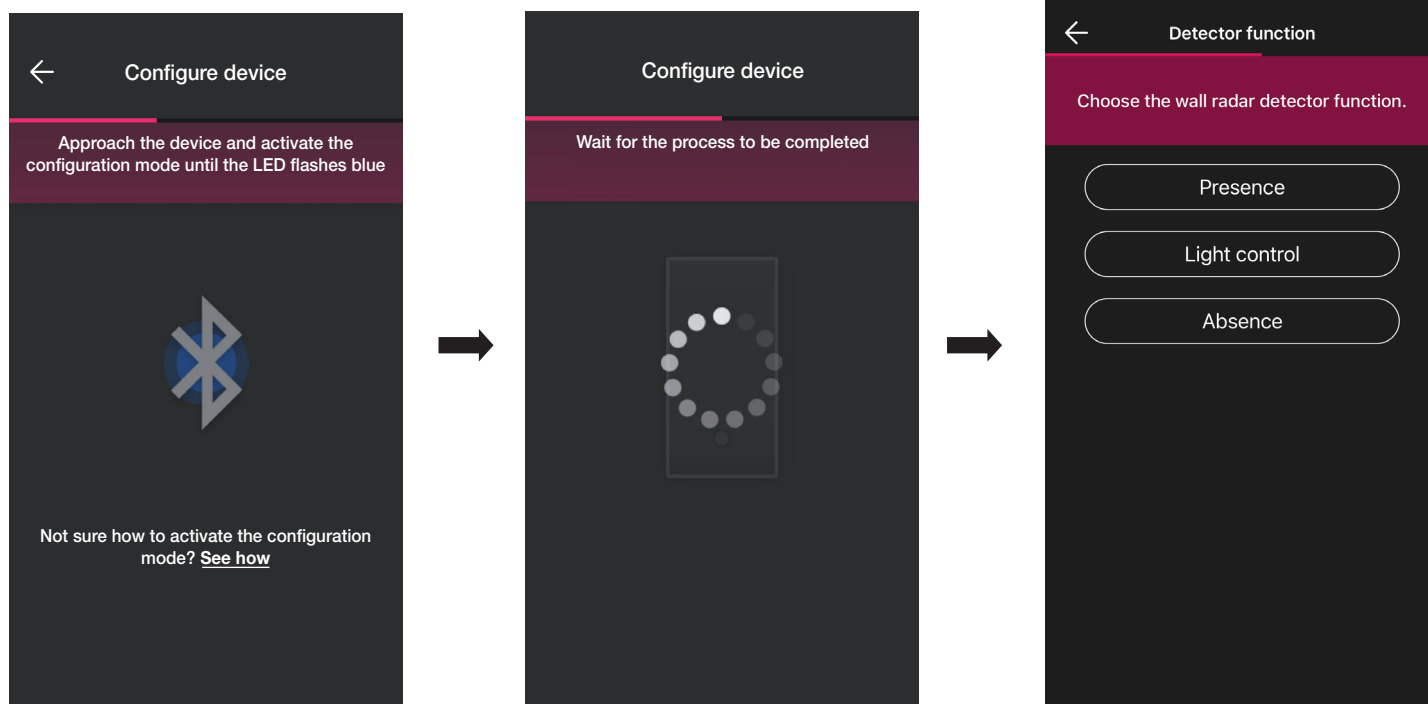 Configure device
Approach the device and activate the
configuration mode until the LED flashes blue
Not sure how to activate the configuration
mode? See how
Configure device
Wait for the process to be completed
Detector function
Choose the wall radar detector function.
Presence
Light control
Absence